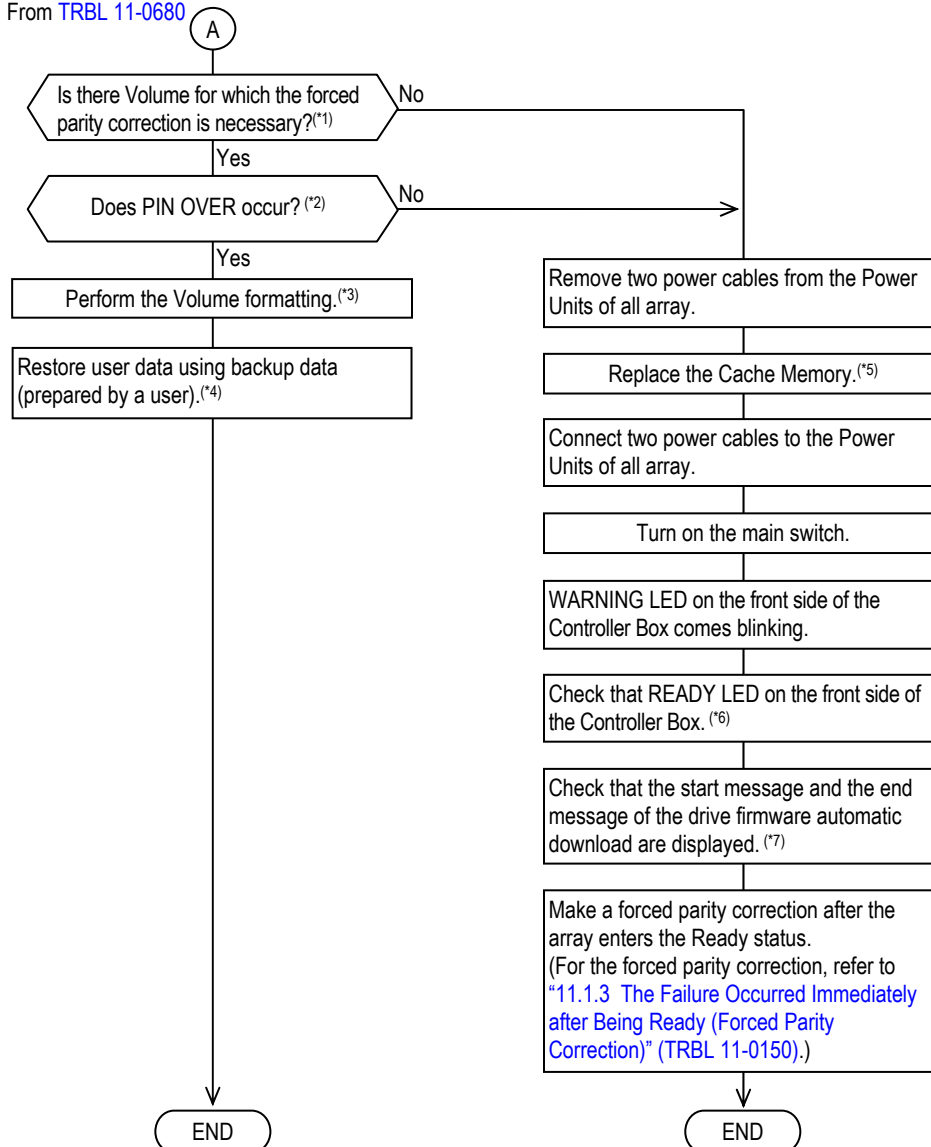 From TRBL 11-0680
A
Is there Volume for which the forced
parity correction is necessary?(*1)
No
Yes
Does PIN OVER occur? (*2)
No
Yes
Perform the Volume formatting.(*3)
Restore user data using backup data
(prepared by a user).(*4)
END
Remove two power cables from the Power
Units of all array.
Replace the Cache Memory.(*5)
Connect two power cables to the Power
Units of all array.
Turn on the main switch.
WARNING LED on the front side of the
Controller Box comes blinking.
Check that READY LED on the front side of
the Controller Box. (*6)
Check that the start message and the end
message of the drive firmware automatic
download are displayed. (*7)
Make a forced parity correction after the
array enters the Ready status.
(For the forced parity correction, refer to
“11.1.3 The Failure Occurred Immediately
after Being Ready (Forced Parity
Correction)” (TRBL 11-0150).)
END